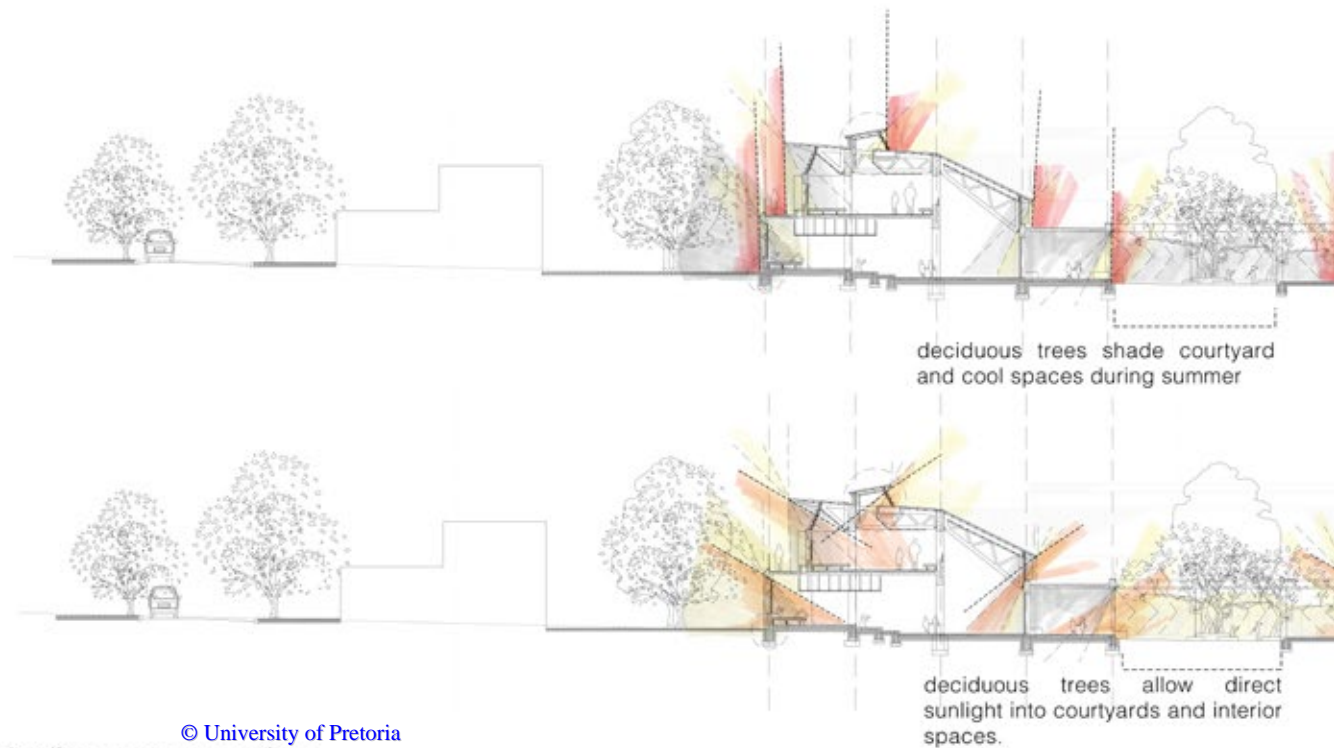 deciduous trees shade courtyard
and cool spaces during summer
deciduous trees allow direct
sunlight into courtyards and interior
spaces.
© University of Pretoria